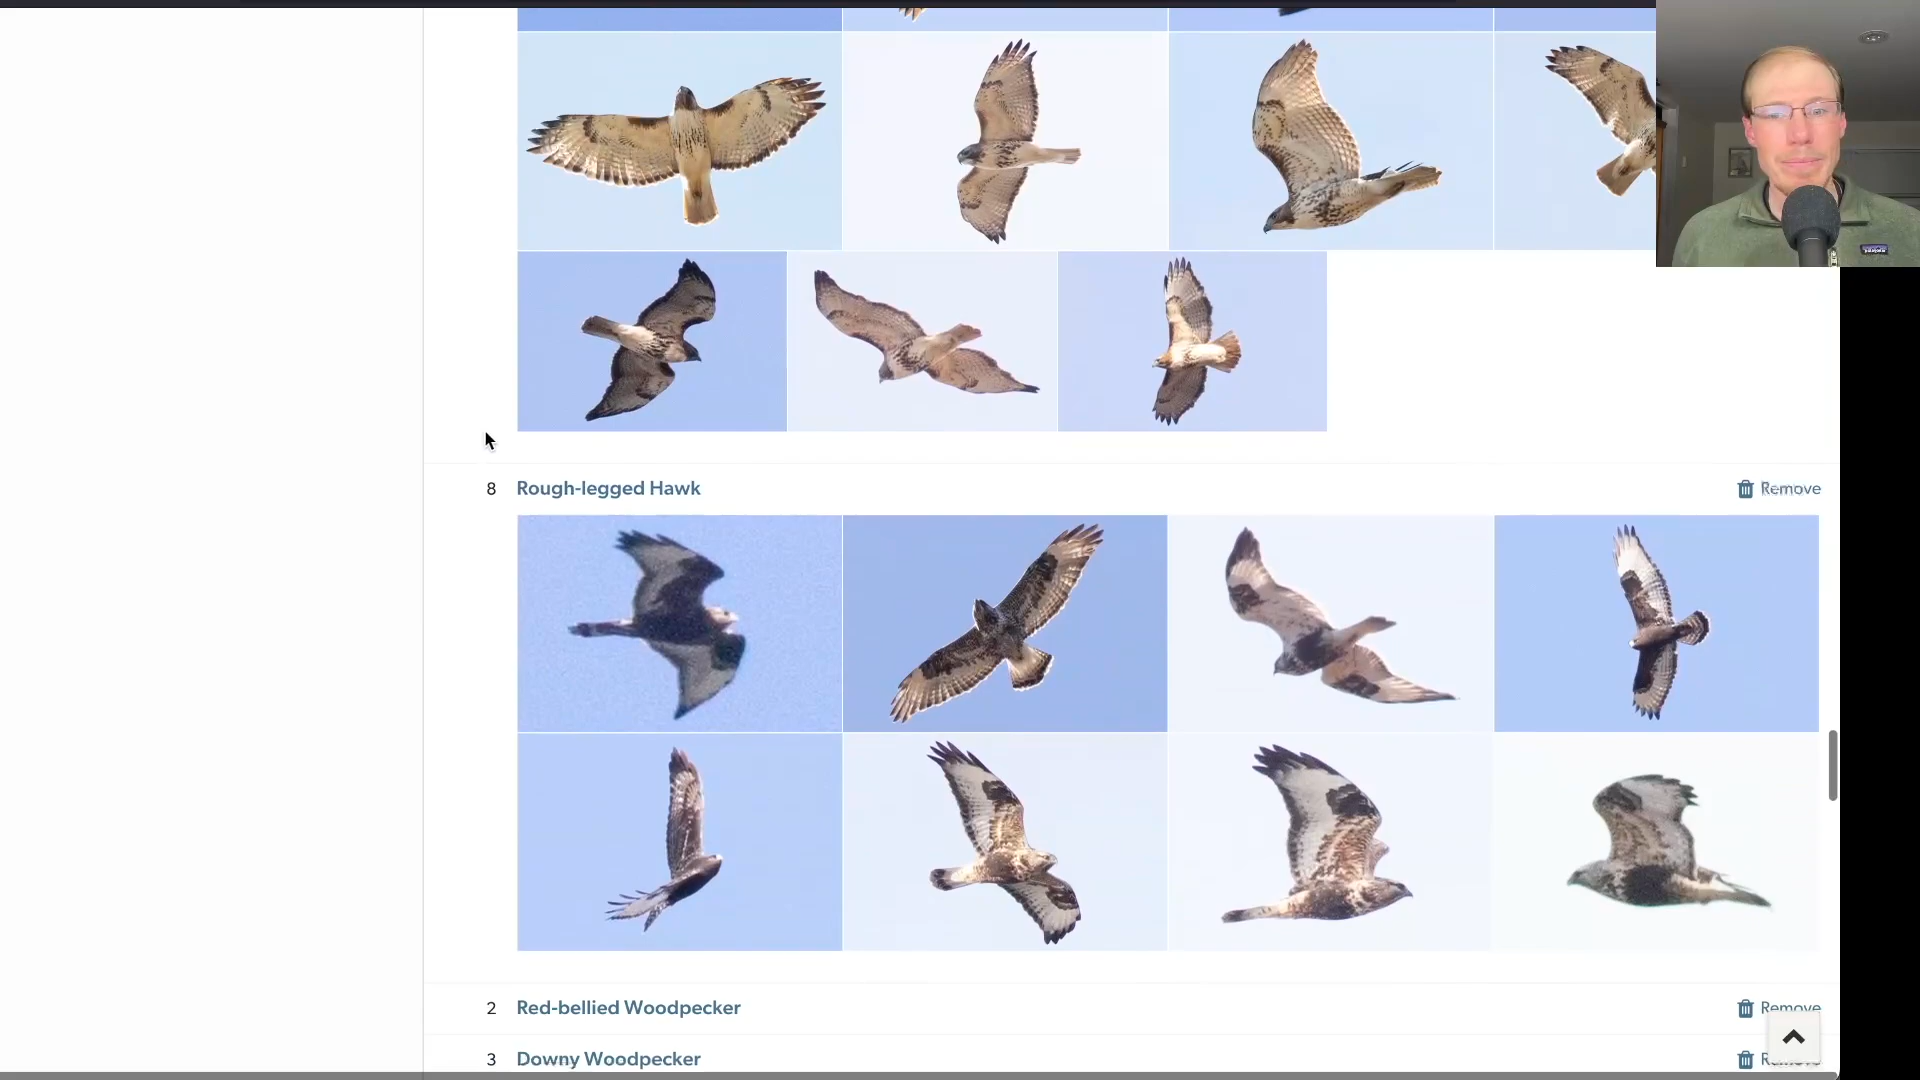 8 Rough-legged Hawk Remove
2 Red-bellied Woodpecker Remove
3 Downy Woodpecker